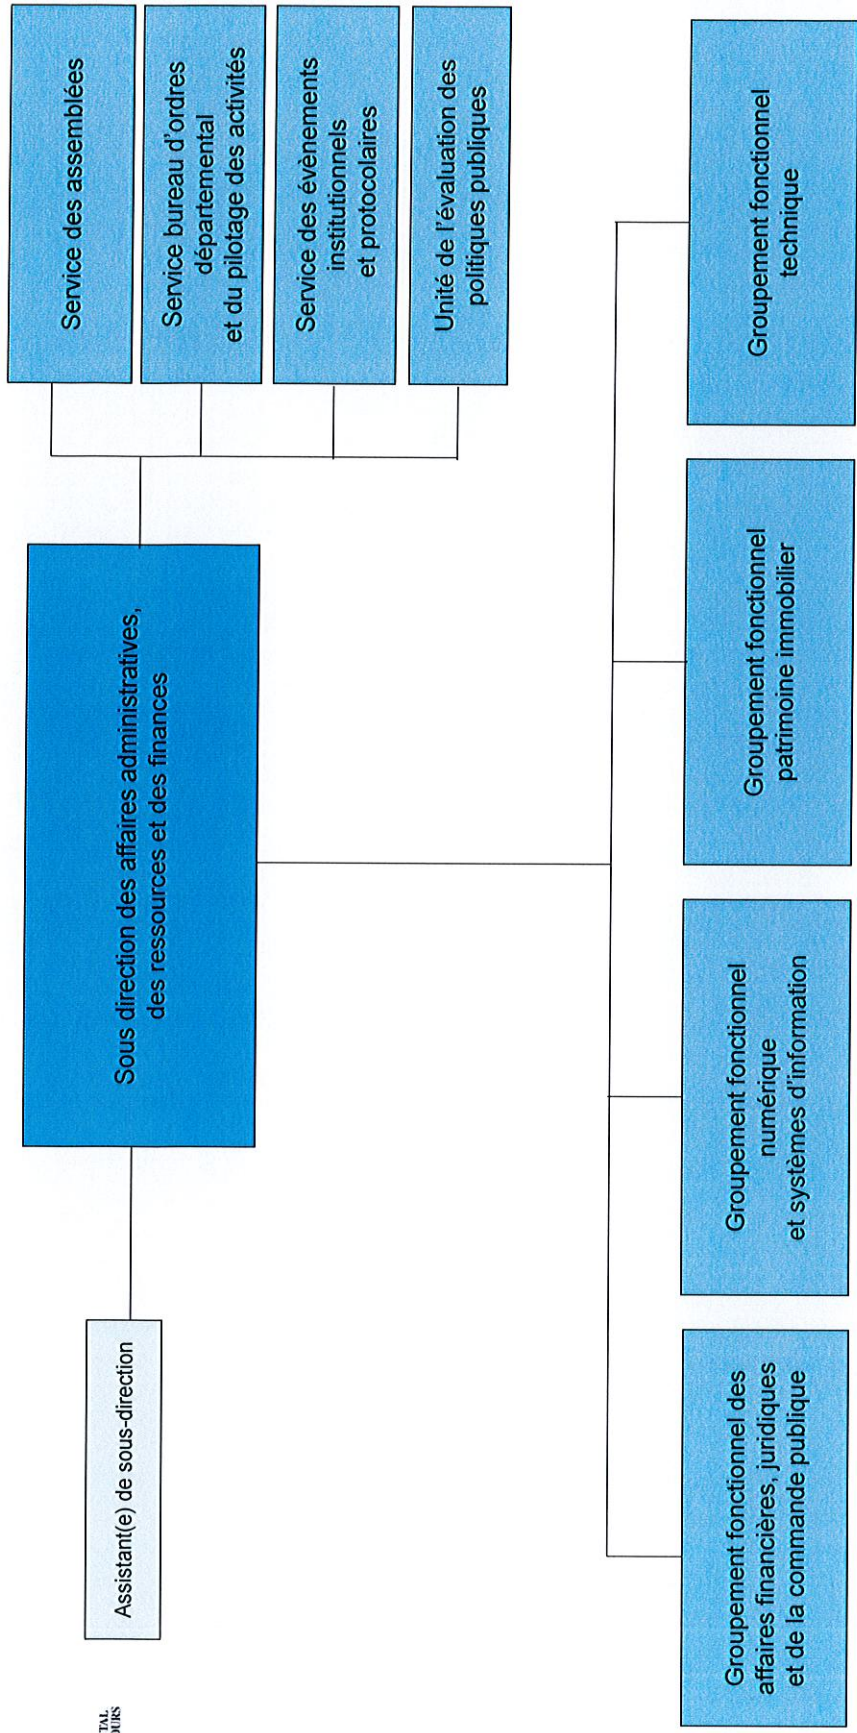 TAL
OURS
Assistant(e) de sous-direction
Sous direction des affaires administratives,
des ressources et des finances
Service des assemblées
Service bureau d'ordres
départemental
et du pilotage des activités
Service des évènements
institutionnels
et protocolaires
Unité de l'évaluation des
politiques publiques
Groupement fonctionnel des
affaires financières, juridiques
et de la commande publique
Groupement fonctionnel
numérique
et systèmes d'information
Groupement fonctionnel
patrimoine immobilier
Groupement fonctionnel
technique